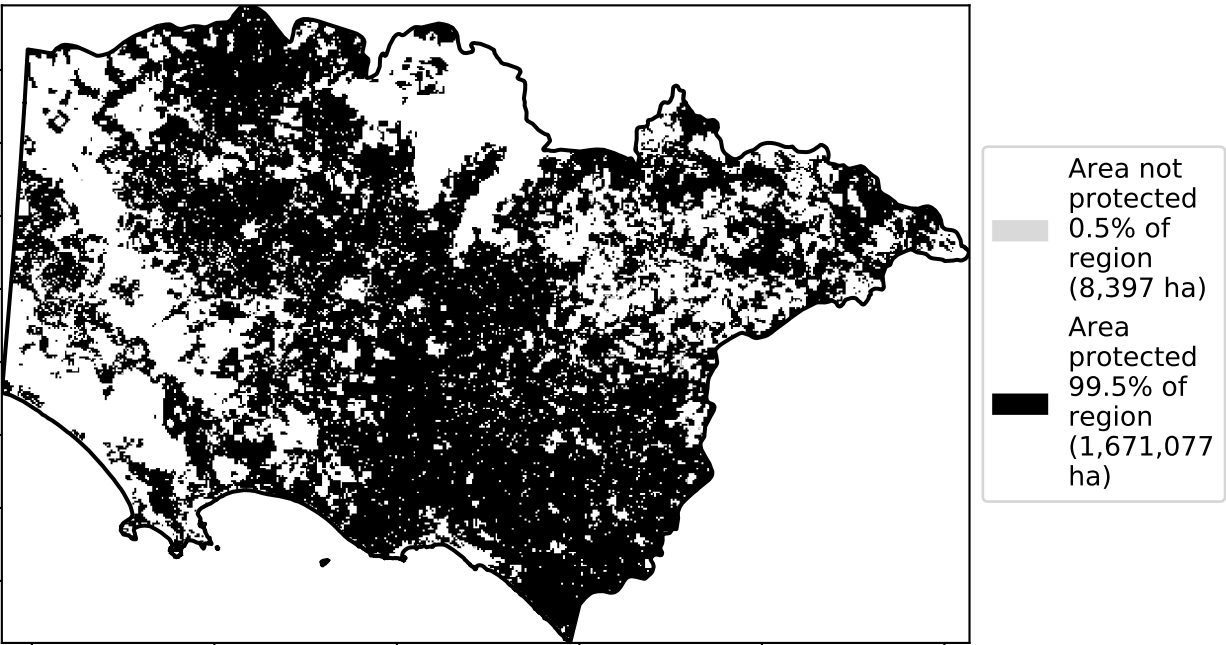 Area not
protected
0.5% of
region
(8,397 ha)
Area
protected
99.5% of
region
(1,671,077
ha)